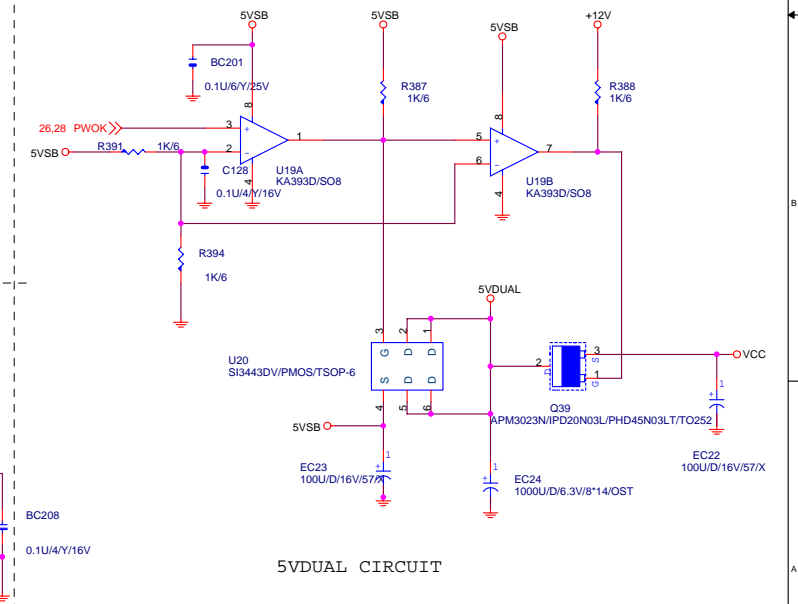 5VSB
5VSB
5VSB
+12V
BC201
0.1U/6/Y/25V
R387
1K/6
R388
1K/6
8
8
26,28 PWOK
3
+
1
5
+
7
5VSB
R391
1K/6
2
-
6
-
C128
0.1U/4/Y/16V
4
U19A
KA393D/SO8
4
U19B
KA393D/SO8
B
R394
1K/6
5VDUAL
3
2
1
U20
SI3443DV/PMOS/TSOP-6
G
D
D
S
D
D
4
5
6
2
D
3
S
1
G
VCC
Q39
APM3023N/IPD20N03L/PHD45N03LT/TO252
1
+
5VSB
EC22
100U/D/16V/57/X
1
+
EC23
100U/D/16V/57/X
1
+
EC24
1000U/D/6.3V/8*14/OST
BC208
0.1U/4/Y/16V
5VDUAL CIRCUIT
A